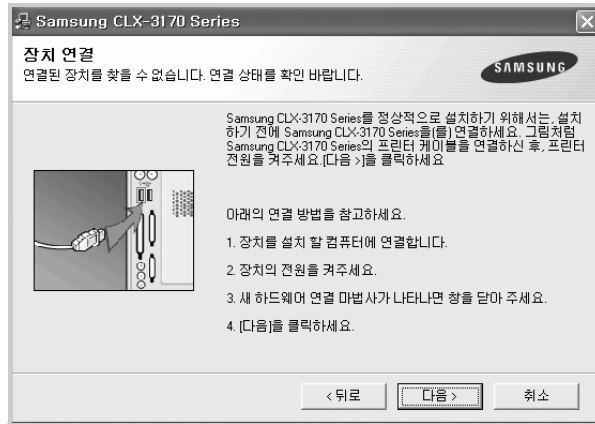 Samsung CLX-3170 Series
장치 연결
연결된 장치를 찾을 수 없습니다. 연결 상태를 확인 바랍니다.
SAMSUNG
Samsung CLX-3170 Series를 정상적으로 설치하기 위해서는, 설치
하기 전에 Samsung CLX-3170 Series을(를) 연결하세요. 그림처럼
Samsung CLX-3170 Series의 프린터 케이블을 연결하신 후, 프린터
전원을 켜주세요.[다음 >]을 클릭하세요
아래의 연결 방법을 참고하세요.
1. 장치를 설치 할 컴퓨터에 연결합니다.
2. 장치의 전원을 켜주세요.
3. 새 하드웨어 연결 마법사가 나타나면 창을 닫아 주세요.
4. [다음]을 클릭하세요.
< 뒤로
다음 >
취소